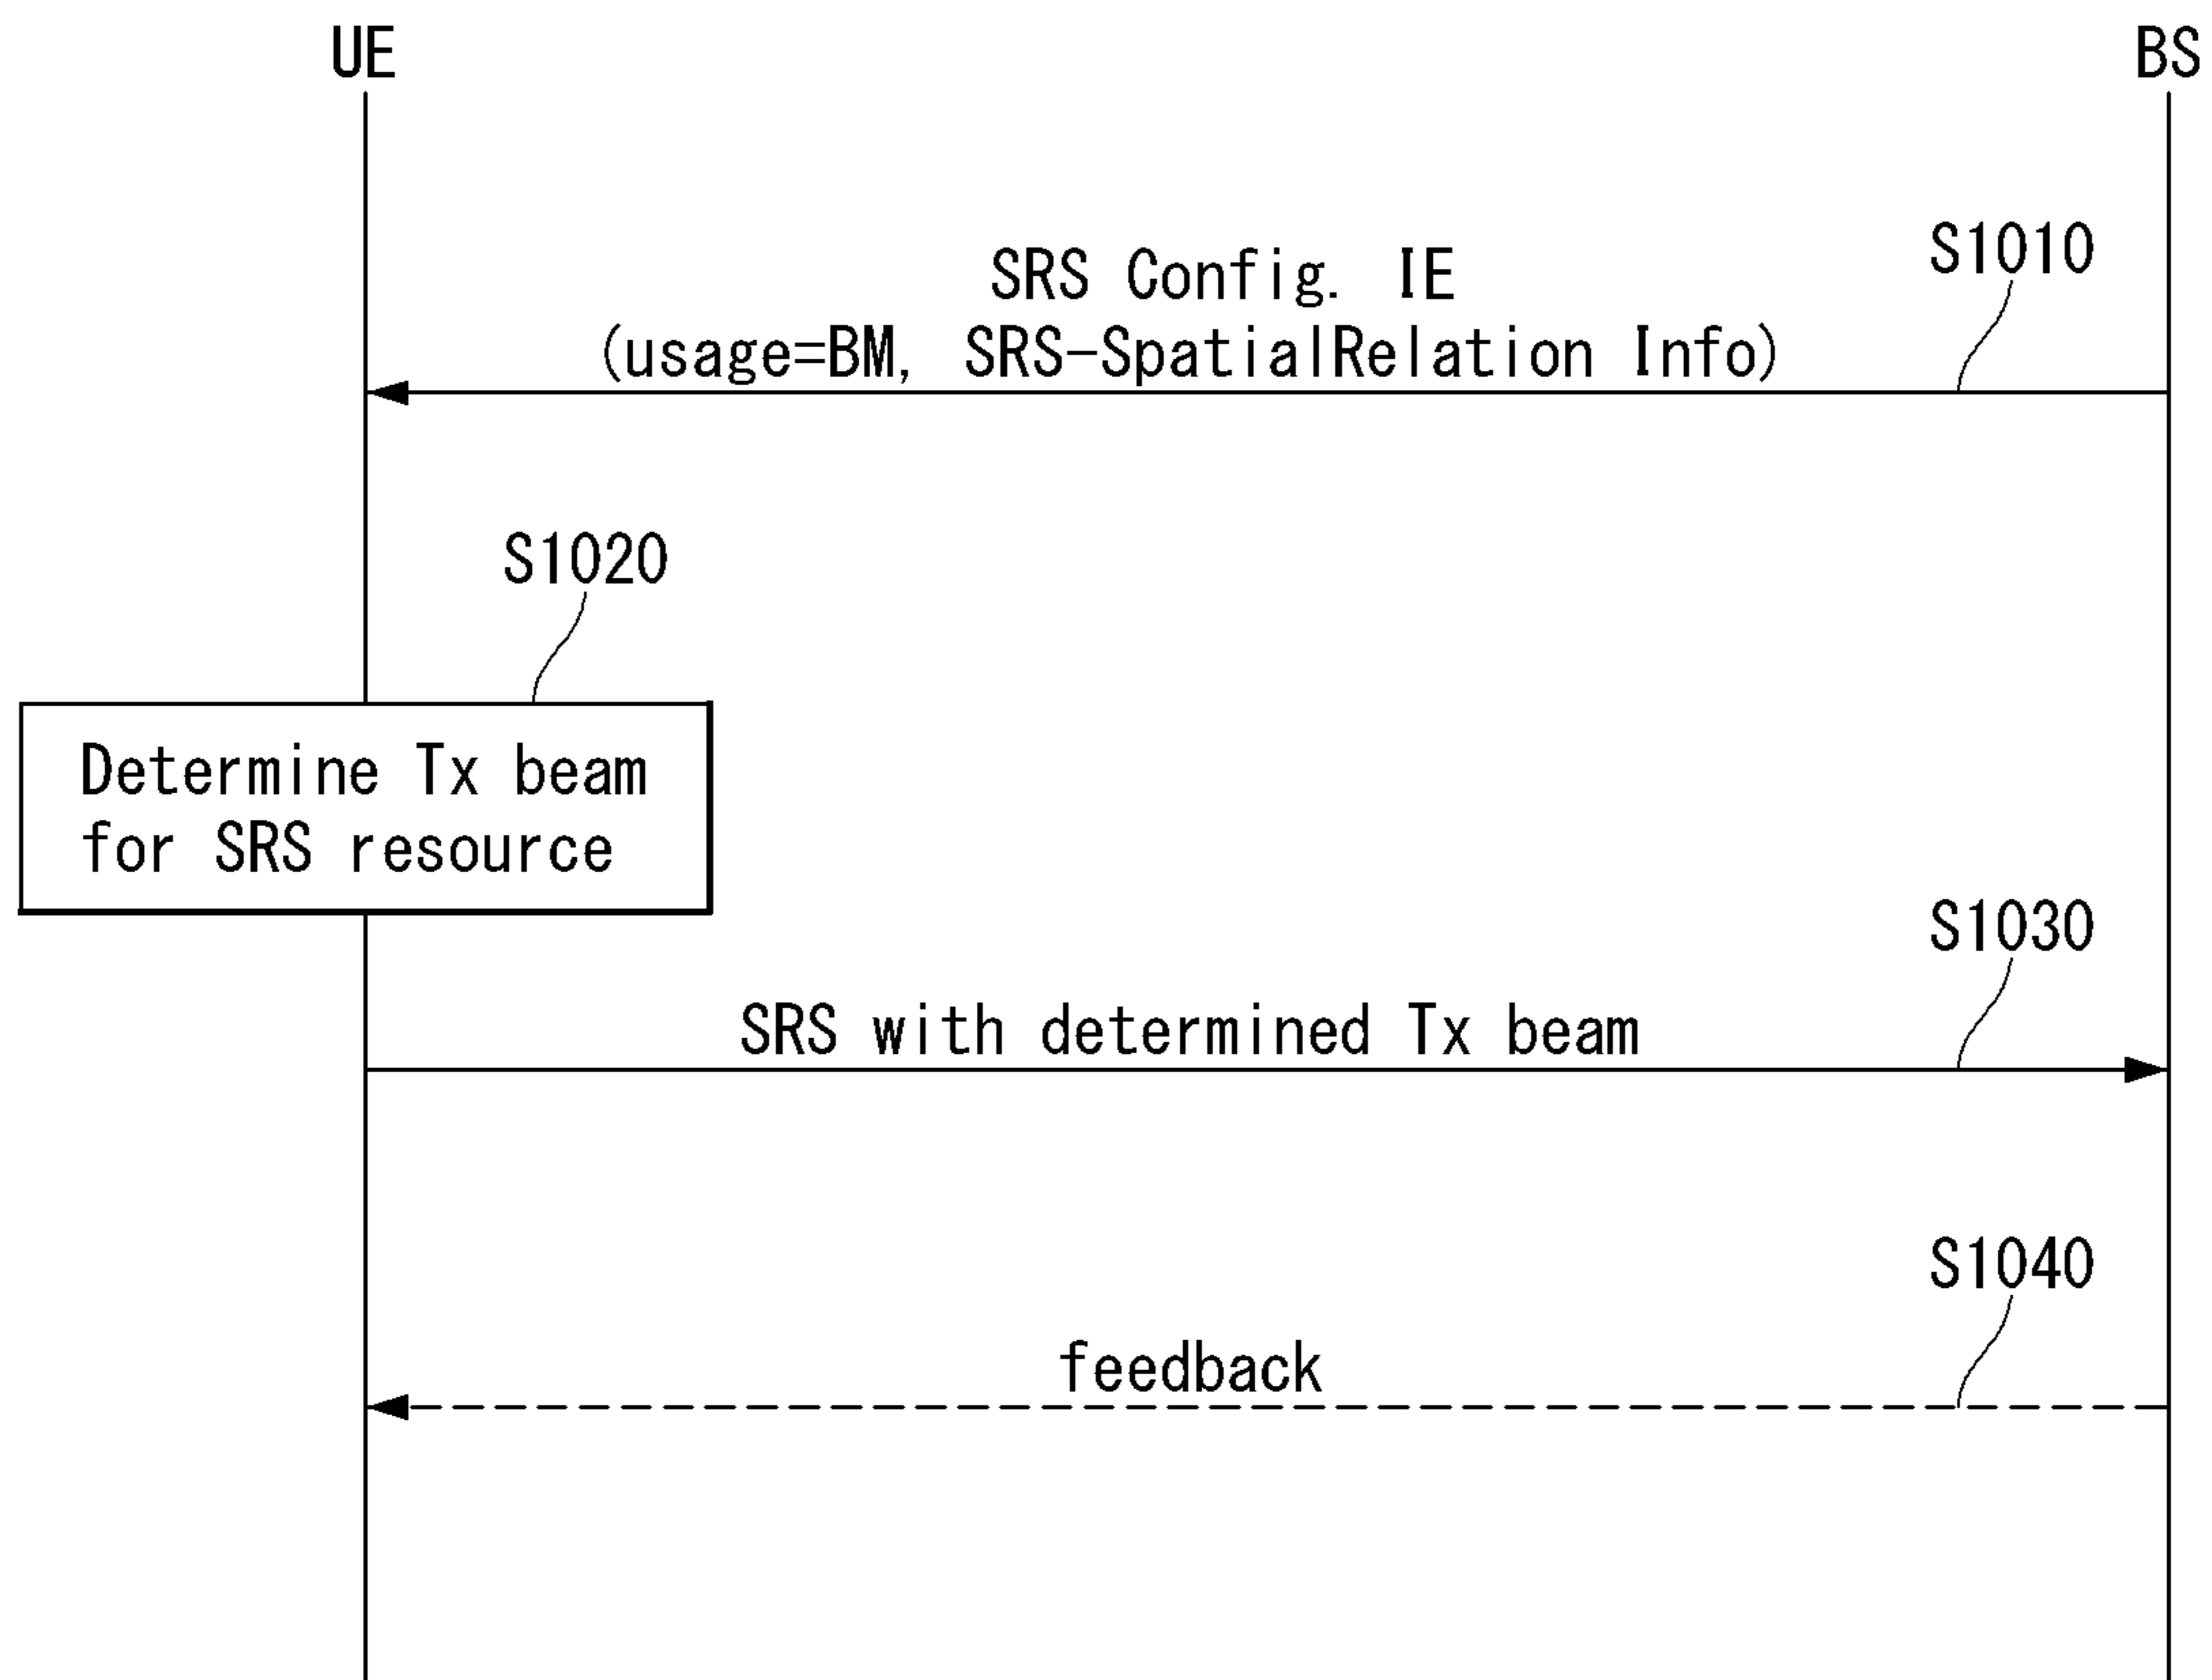 UE
BS
S1010
SRS Config. IE
(usage=BM, SRS-SpatialRelation Info)
S1020
Determine Tx beam
for SRS resource
S1030
SRS with determined Tx beam
S1040
feedback